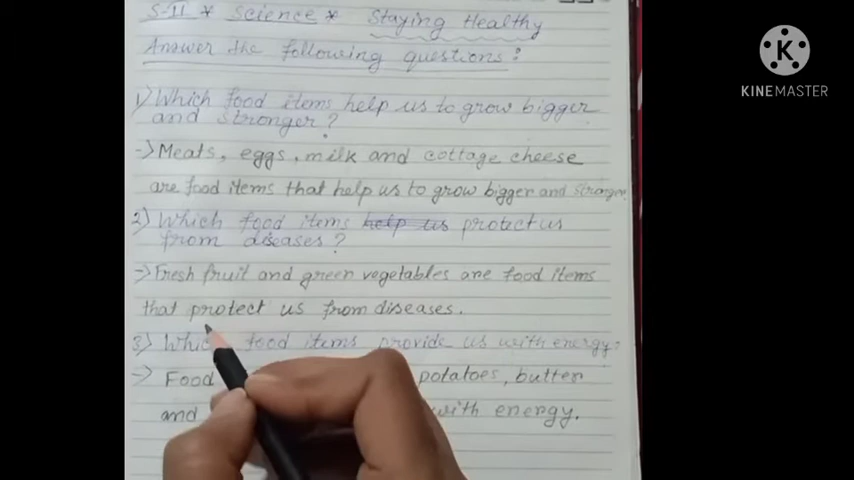 S-II * Science * Staying Healthy
Answer the following questions:
1) Which food items help us to grow bigger
and stronger?
→ Meats, eggs, milk and cottage cheese
are food items that help us to grow bigger and stronger.
2) Which food items help us protect us
from diseases?
→ Fresh fruit and green vegetables are food items
that protect us from diseases.
3) Which food items provide us with energy?
→ Food potatoes, butter
and with energy.
K
KINEMASTER